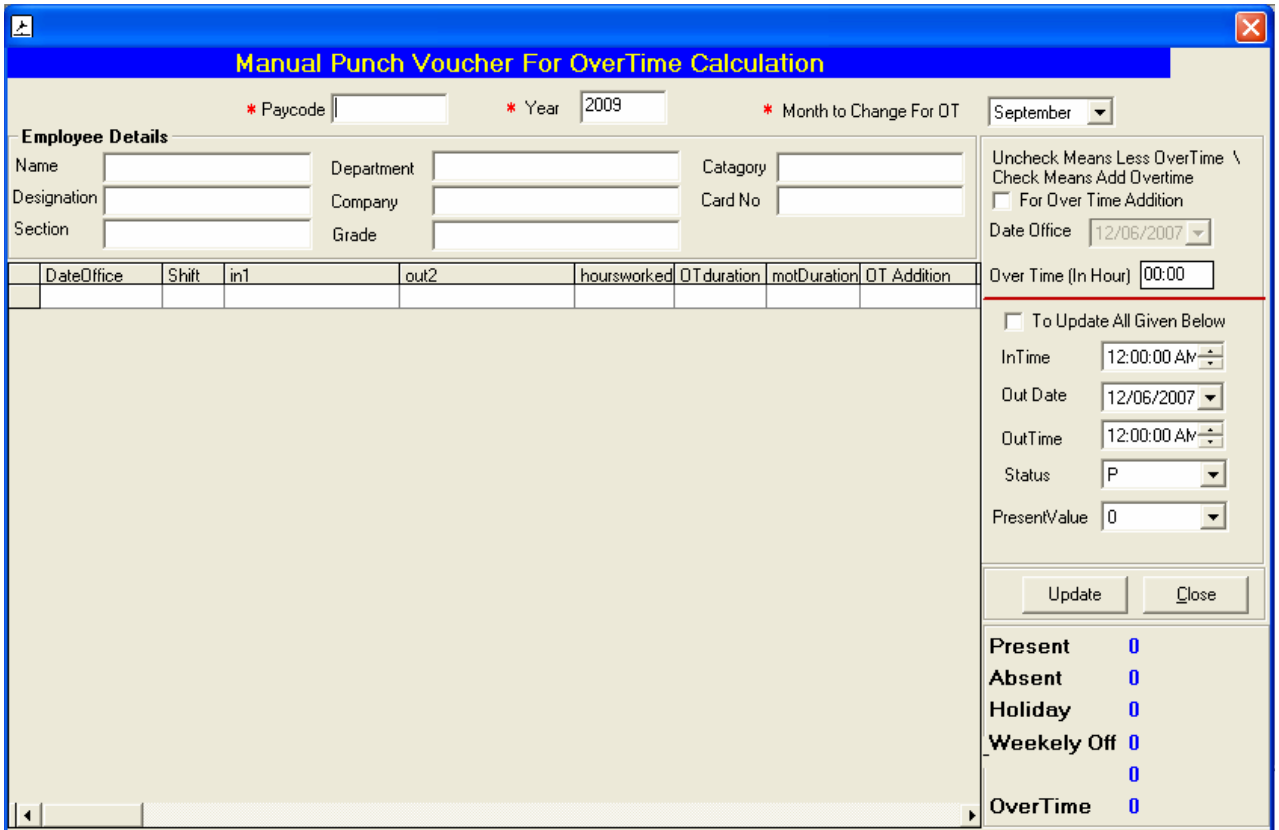 Manual Punch Voucher For OverTime Calculation
* Paycode * Year 2009 * Month to Change For OT September
Employee Details
Name Department Catagory
Designation Company Card No
Section Grade
DateOffice Shift in1 out2 hoursworked OTduration motDuration OT Addition
Uncheck Means Less OverTime \
Check Means Add Overtime
For Over Time Addition
Date Office 12/06/2007
Over Time (In Hour) 00:00
To Update All Given Below
InTime 12:00:00 AM
Out Date 12/06/2007
OutTime 12:00:00 AM
Status P
PresentValue 0
Update Close
Present 0
Absent 0
Holiday 0
Weekely Off 0
0
OverTime 0